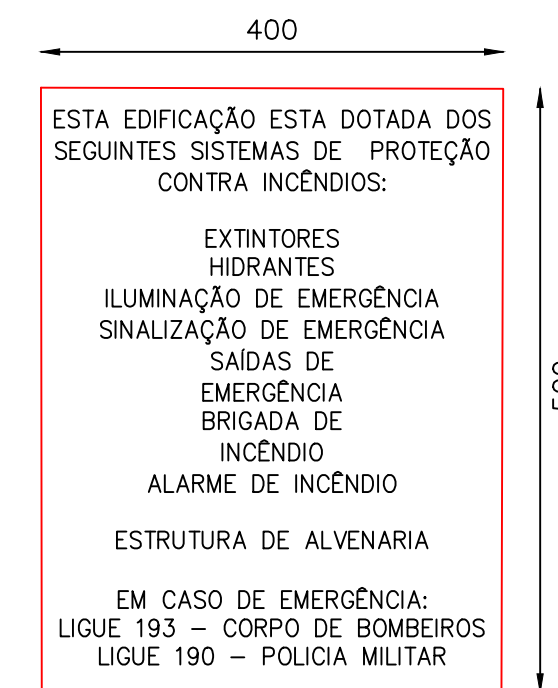 400
ESTA EDIFICAÇÃO ESTA DOTADA DOS
SEGUINTES SISTEMAS DE PROTEÇÃO
CONTRA INCÊNDIOS:
EXTINTORES
HIDRANTES
ILUMINAÇÃO DE EMERGÊNCIA
SINALIZAÇÃO DE EMERGÊNCIA
SAÍDAS DE
EMERGÊNCIA
BRIGADA DE
INCÊNDIO
ALARME DE INCÊNDIO
ESTRUTURA DE ALVENARIA
EM CASO DE EMERGÊNCIA:
LIGUE 193 – CORPO DE BOMBEIROS
LIGUE 190 – POLICIA MILITAR